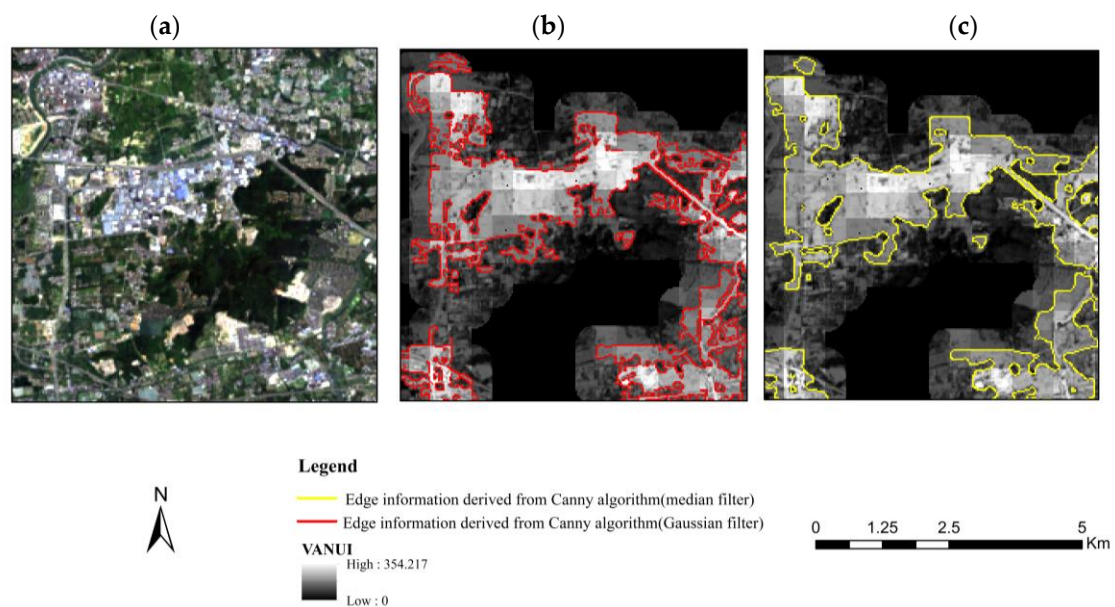 (a) (b) (c)
Legend
Edge information derived from Canny algorithm(median filter)
Edge information derived from Canny algorithm(Gaussian filter)
VANUI
High : 354.217
Low : 0
N
0 1.25 2.5 5
Km